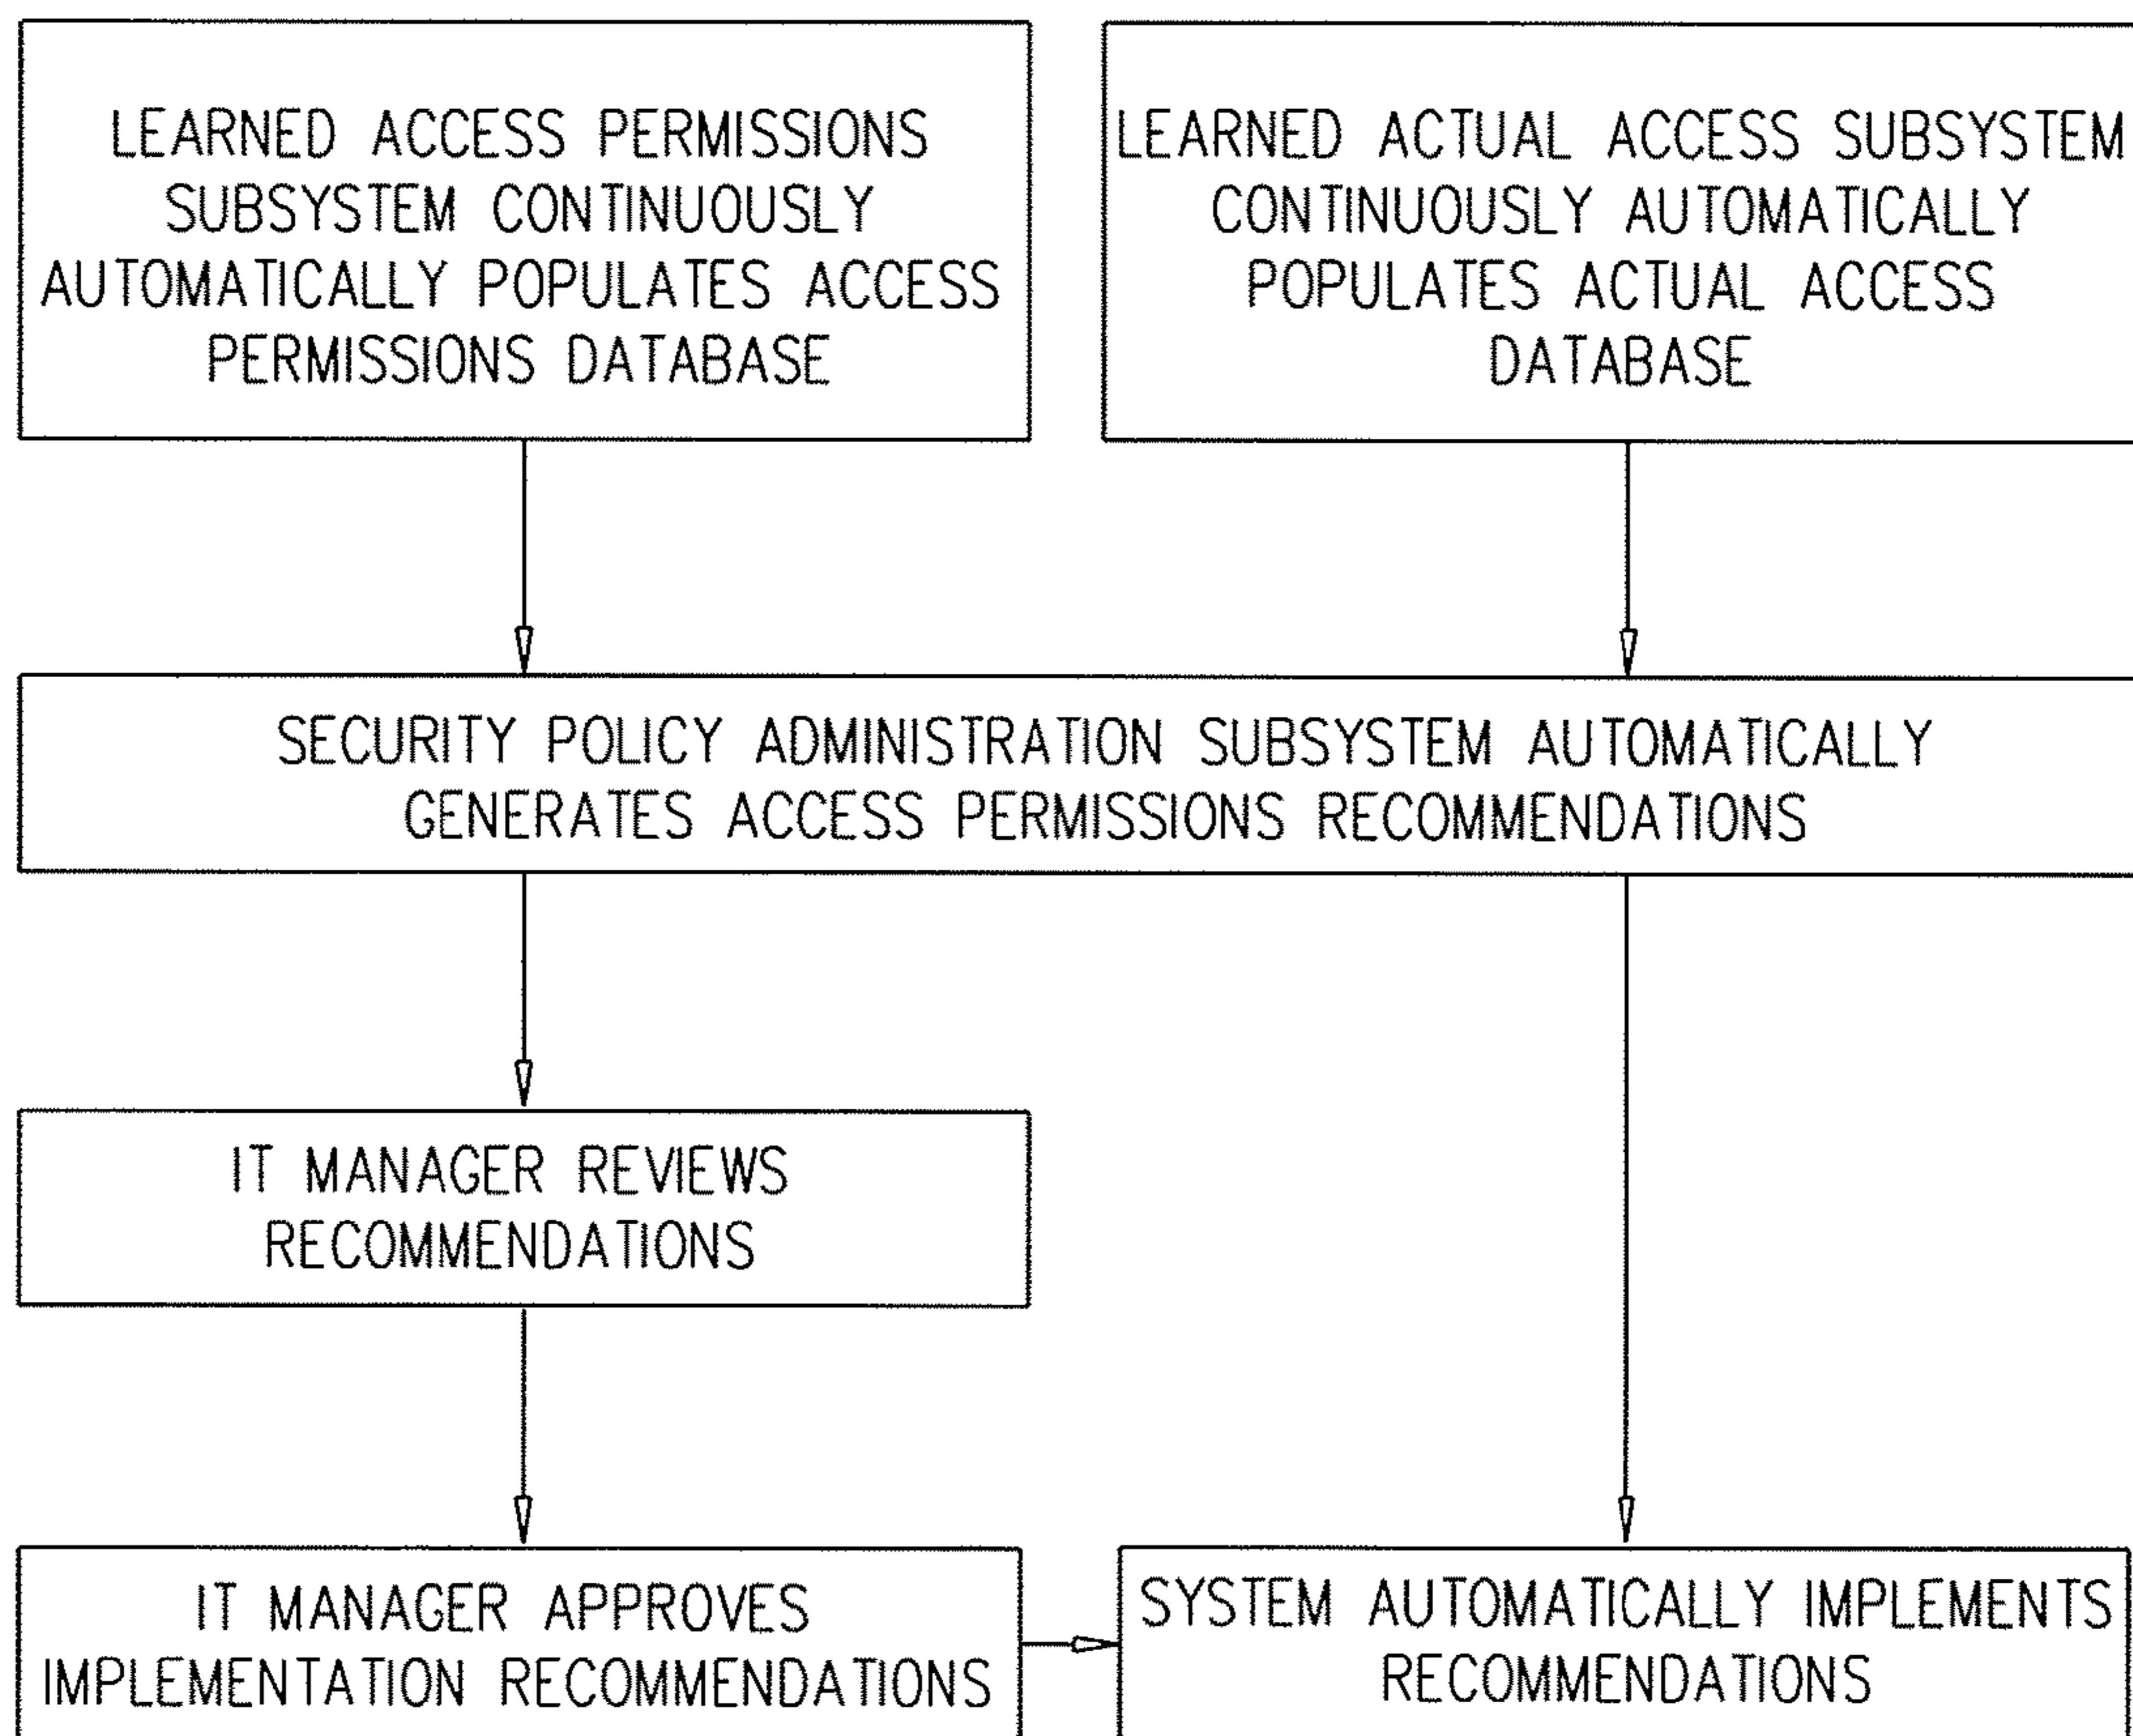 LEARNED ACCESS PERMISSIONS
SUBSYSTEM CONTINUOUSLY
AUTOMATICALLY POPULATES ACCESS
PERMISSIONS DATABASE
LEARNED ACTUAL ACCESS SUBSYSTEM
CONTINUOUSLY AUTOMATICALLY
POPULATES ACTUAL ACCESS
DATABASE
SECURITY POLICY ADMINISTRATION SUBSYSTEM AUTOMATICALLY
GENERATES ACCESS PERMISSIONS RECOMMENDATIONS
IT MANAGER REVIEWS
RECOMMENDATIONS
IT MANAGER APPROVES
IMPLEMENTATION RECOMMENDATIONS
SYSTEM AUTOMATICALLY IMPLEMENTS
RECOMMENDATIONS